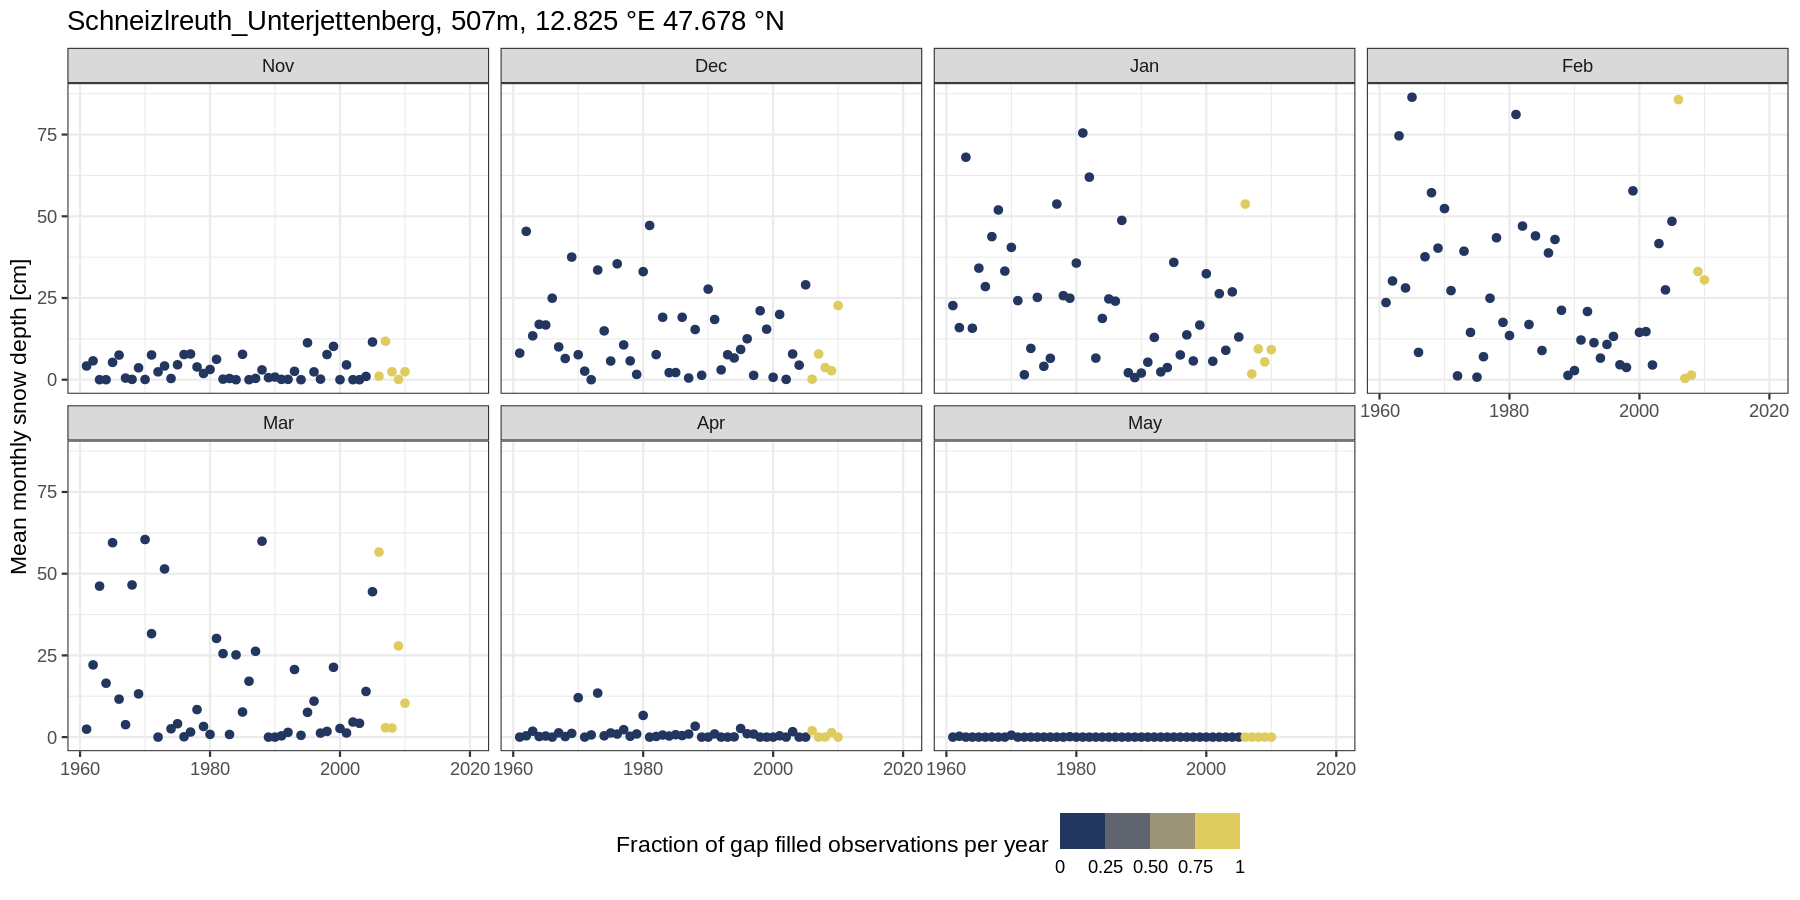 Schneizlreuth_Unterjettenberg, 507m, 12.825 °E 47.678 °N
Nov Dec Jan Feb
75
50
25
0
1960 1980 2000 2020
Mar Apr May
75
50
25
0
1960 1980 2000 2020 1960 1980 2000 2020 1960 1980 2000 2020
Mean monthly snow depth [cm]
Fraction of gap filled observations per year
0 0.25 0.50 0.75 1